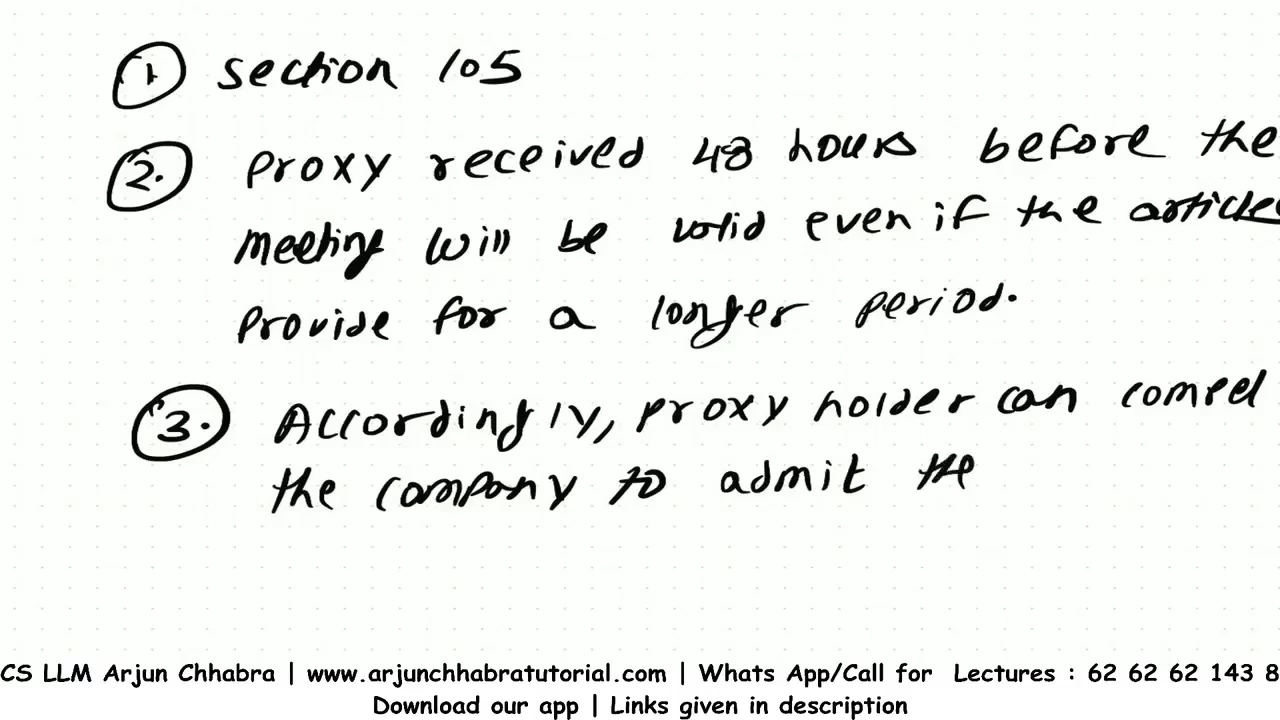 1. section 105
2. Proxy received 48 hours before the
meeting will be valid even if the articles
provide for a longer period.
3. Accordingly, proxy holder can compel
the company to admit the
CS LLM Arjun Chhabra | www.arjunchhabratutorial.com | Whats App/Call for Lectures : 62 62 62 143 8
Download our app | Links given in description